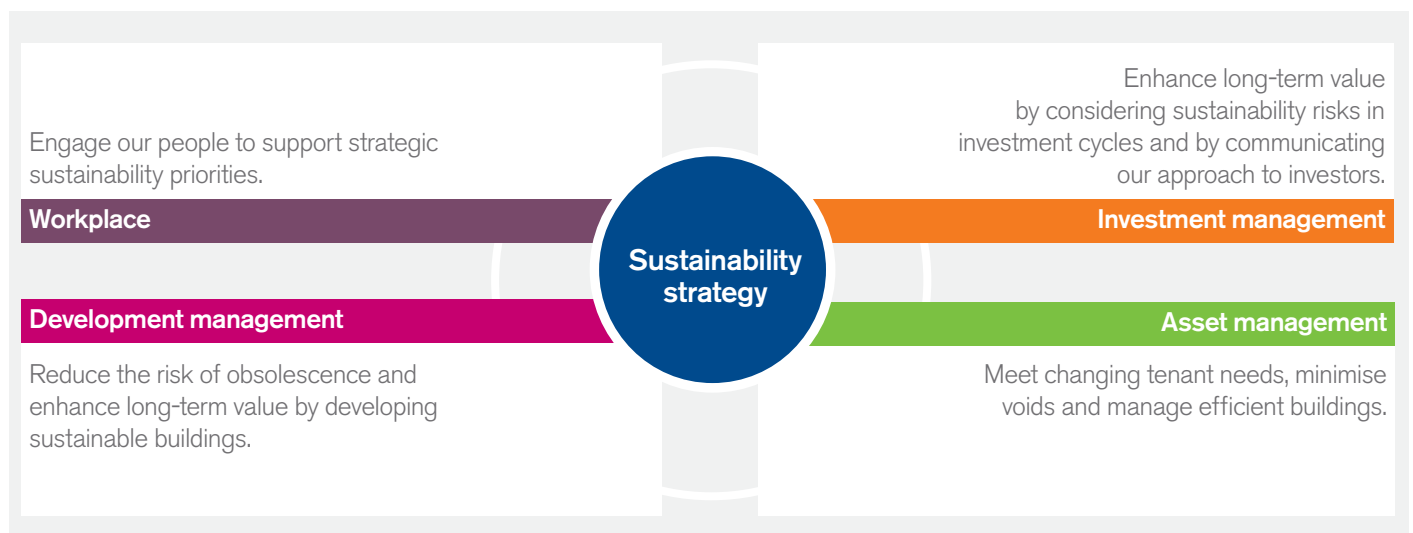 Engage our people to support strategic
sustainability priorities.
Workplace
Enhance long-term value
by considering sustainability risks in
investment cycles and by communicating
our approach to investors.
Investment management
Sustainability
strategy
Development management
Reduce the risk of obsolescence and
enhance long-term value by developing
sustainable buildings.
Asset management
Meet changing tenant needs, minimise
voids and manage efficient buildings.